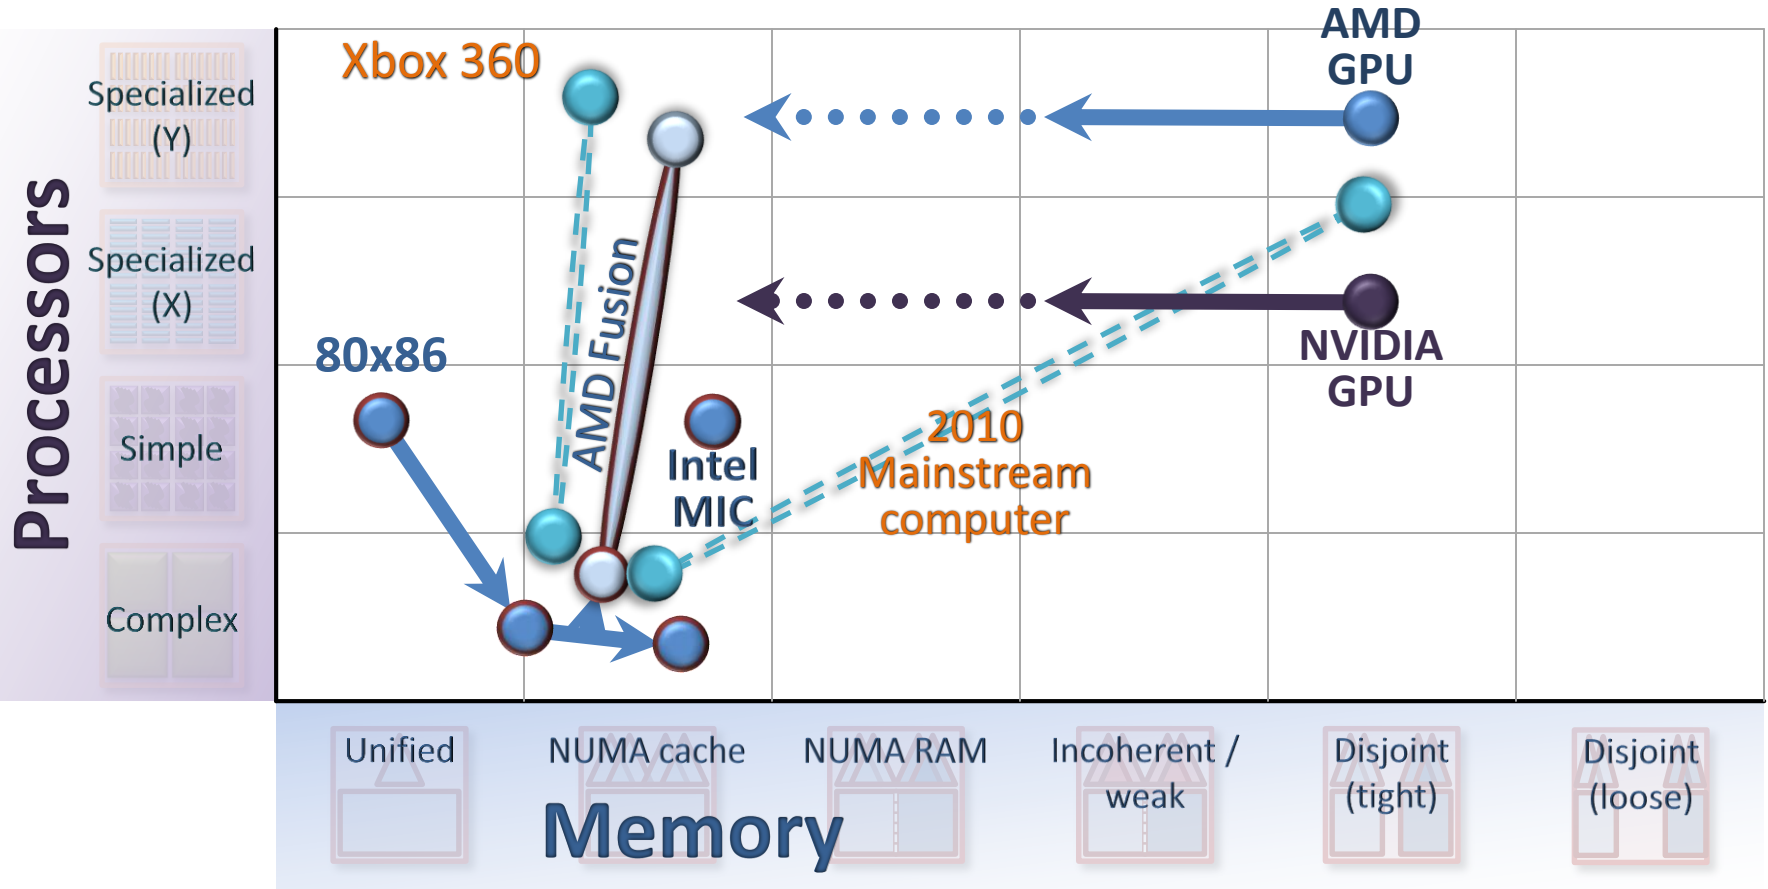 AMD
GPU
Xbox 360
Specialized
(Y)
Processors
Specialized
(X)
AMD Fusion
80x86
NVIDIA
GPU
Simple
Intel
MIC
2010
Mainstream
computer
Complex
Unified
NUMA cache
NUMA RAM
Incoherent /
weak
Disjoint
(tight)
Disjoint
(loose)
Memory